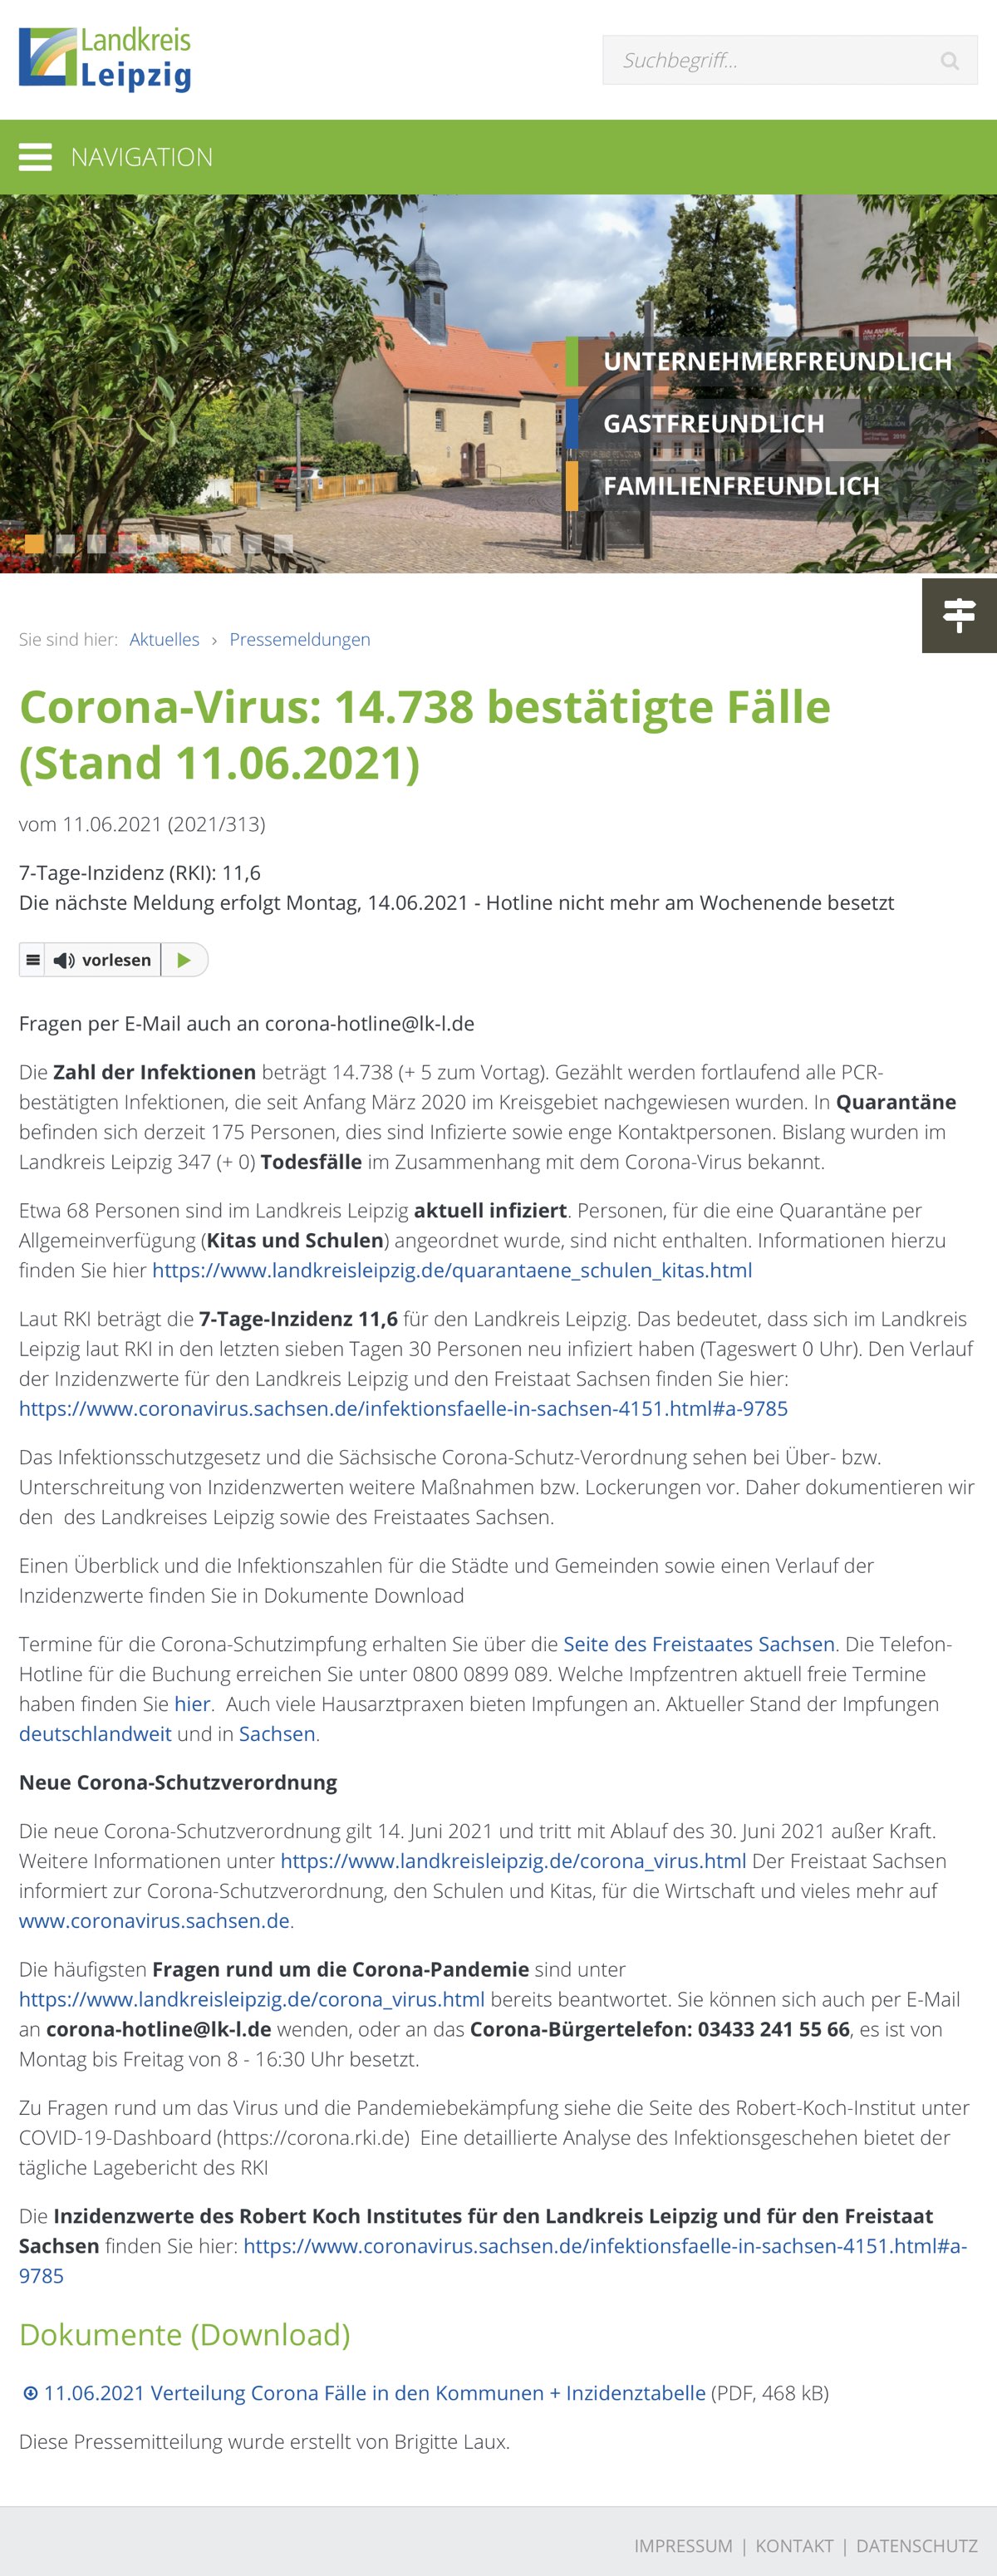 Landkreis
Leipzig
Suchbegriff...
NAVIGATION
UNTERNEHMERFREUNDLICH
GASTFREUNDLICH
FAMILIENFREUNDLICH
Sie sind hier: Aktuelles › Pressemeldungen
Corona-Virus: 14.738 bestätigte Fälle
(Stand 11.06.2021)
vom 11.06.2021 (2021/313)
7-Tage-Inzidenz (RKI): 11,6
Die nächste Meldung erfolgt Montag, 14.06.2021 - Hotline nicht mehr am Wochenende besetzt
vorlesen
Fragen per E-Mail auch an corona-hotline@lk-l.de
Die Zahl der Infektionen beträgt 14.738 (+ 5 zum Vortag). Gezählt werden fortlaufend alle PCR-
bestätigten Infektionen, die seit Anfang März 2020 im Kreisgebiet nachgewiesen wurden. In Quarantäne
befinden sich derzeit 175 Personen, dies sind Infizierte sowie enge Kontaktpersonen. Bislang wurden im
Landkreis Leipzig 347 (+ 0) Todesfälle im Zusammenhang mit dem Corona-Virus bekannt.
Etwa 68 Personen sind im Landkreis Leipzig aktuell infiziert. Personen, für die eine Quarantäne per
Allgemeinverfügung (Kitas und Schulen) angeordnet wurde, sind nicht enthalten. Informationen hierzu
finden Sie hier https://www.landkreisleipzig.de/quarantaene_schulen_kitas.html
Laut RKI beträgt die 7-Tage-Inzidenz 11,6 für den Landkreis Leipzig. Das bedeutet, dass sich im Landkreis
Leipzig laut RKI in den letzten sieben Tagen 30 Personen neu infiziert haben (Tageswert 0 Uhr). Den Verlauf
der Inzidenzwerte für den Landkreis Leipzig und den Freistaat Sachsen finden Sie hier:
https://www.coronavirus.sachsen.de/infektionsfaelle-in-sachsen-4151.html#a-9785
Das Infektionsschutzgesetz und die Sächsische Corona-Schutz-Verordnung sehen bei Über- bzw.
Unterschreitung von Inzidenzwerten weitere Maßnahmen bzw. Lockerungen vor. Daher dokumentieren wir
den  des Landkreises Leipzig sowie des Freistaates Sachsen.
Einen Überblick und die Infektionszahlen für die Städte und Gemeinden sowie einen Verlauf der
Inzidenzwerte finden Sie in Dokumente Download
Termine für die Corona-Schutzimpfung erhalten Sie über die Seite des Freistaates Sachsen. Die Telefon-
Hotline für die Buchung erreichen Sie unter 0800 0899 089. Welche Impfzentren aktuell freie Termine
haben finden Sie hier.  Auch viele Hausarztpraxen bieten Impfungen an. Aktueller Stand der Impfungen
deutschlandweit und in Sachsen.
Neue Corona-Schutzverordnung
Die neue Corona-Schutzverordnung gilt 14. Juni 2021 und tritt mit Ablauf des 30. Juni 2021 außer Kraft.
Weitere Informationen unter https://www.landkreisleipzig.de/corona_virus.html Der Freistaat Sachsen
informiert zur Corona-Schutzverordnung, den Schulen und Kitas, für die Wirtschaft und vieles mehr auf
www.coronavirus.sachsen.de.
Die häufigsten Fragen rund um die Corona-Pandemie sind unter
https://www.landkreisleipzig.de/corona_virus.html bereits beantwortet. Sie können sich auch per E-Mail
an corona-hotline@lk-l.de wenden, oder an das Corona-Bürgertelefon: 03433 241 55 66, es ist von
Montag bis Freitag von 8 - 16:30 Uhr besetzt.
Zu Fragen rund um das Virus und die Pandemiebekämpfung siehe die Seite des Robert-Koch-Institut unter
COVID-19-Dashboard (https://corona.rki.de)  Eine detaillierte Analyse des Infektionsgeschehen bietet der
tägliche Lagebericht des RKI
Die Inzidenzwerte des Robert Koch Institutes für den Landkreis Leipzig und für den Freistaat
Sachsen finden Sie hier: https://www.coronavirus.sachsen.de/infektionsfaelle-in-sachsen-4151.html#a-
9785
Dokumente (Download)
11.06.2021 Verteilung Corona Fälle in den Kommunen + Inzidenztabelle (PDF, 468 kB)
Diese Pressemitteilung wurde erstellt von Brigitte Laux.
IMPRESSUM | KONTAKT | DATENSCHUTZ